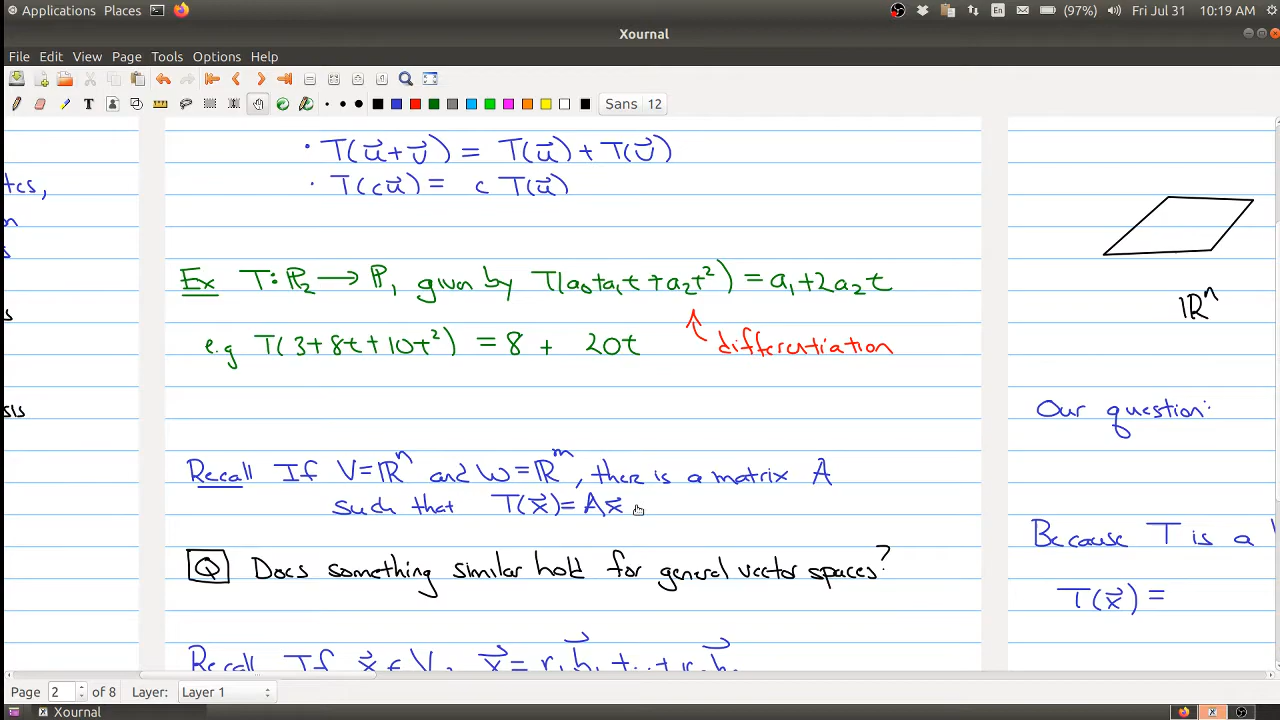 Applications Places (97%) Fri Jul 31 10:19 AM
En
Xournal
File Edit View Page Tools Options Help
Sans 12
· T(u⃗+v⃗) = T(u⃗)+T(v⃗)
· T(cu⃗) = c T(u⃗)
Ex T: ℙ₂ → ℙ₁ given by T(a₀+a₁t+a₂t²) = a₁+2a₂t
e.g T(3+8t+10t²) = 8 + 20t
differentiation
Recall If V=ℝⁿ and W=ℝᵐ, there is a matrix A
such that T(x⃗)=Ax⃗
Q Does something similar hold for general vector spaces?
Recall If x⃗ ∈ V,
ℝⁿ
Our question:
Because T is a
T(x⃗) =
Page 2 of 8 Layer: Layer 1
Xournal